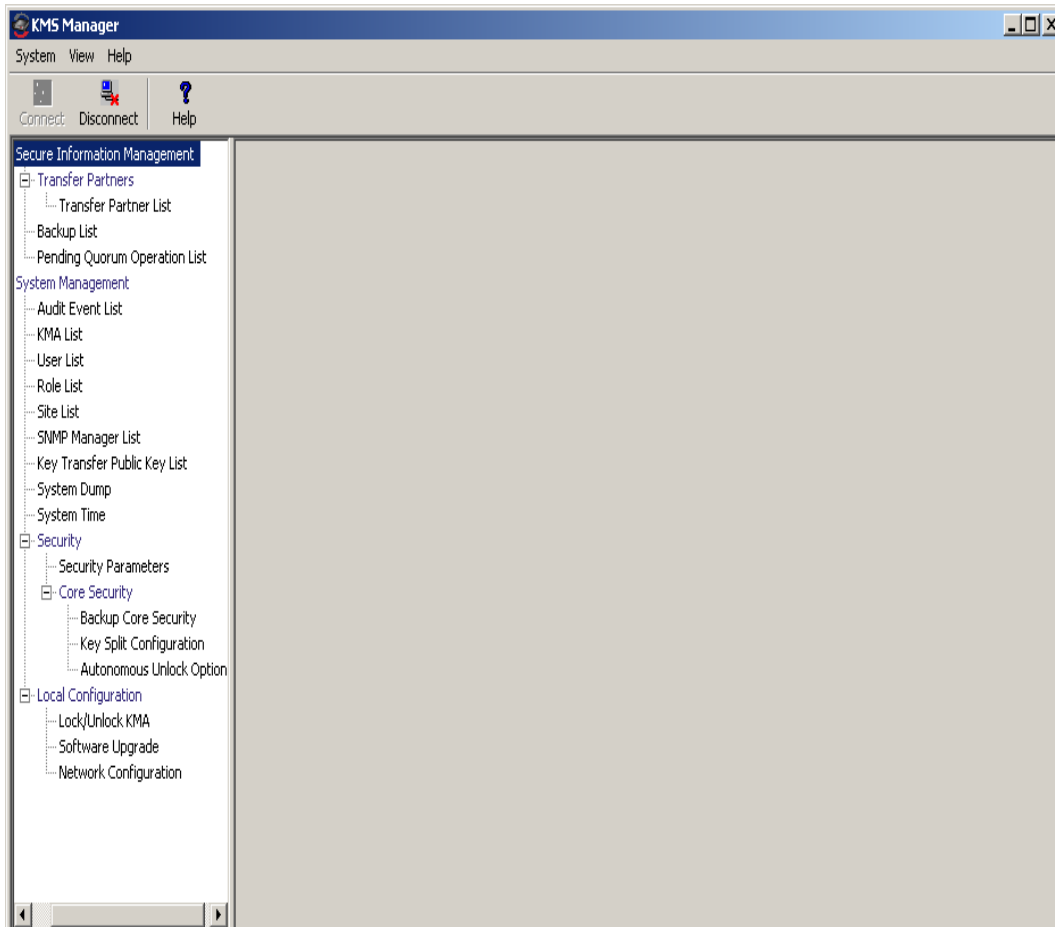 KMS Manager
System View Help
Connect Disconnect Help
Secure Information Management
Transfer Partners
Transfer Partner List
Backup List
Pending Quorum Operation List
System Management
Audit Event List
KMA List
User List
Role List
Site List
SNMP Manager List
Key Transfer Public Key List
System Dump
System Time
Security
Security Parameters
Core Security
Backup Core Security
Key Split Configuration
Autonomous Unlock Option
Local Configuration
Lock/Unlock KMA
Software Upgrade
Network Configuration